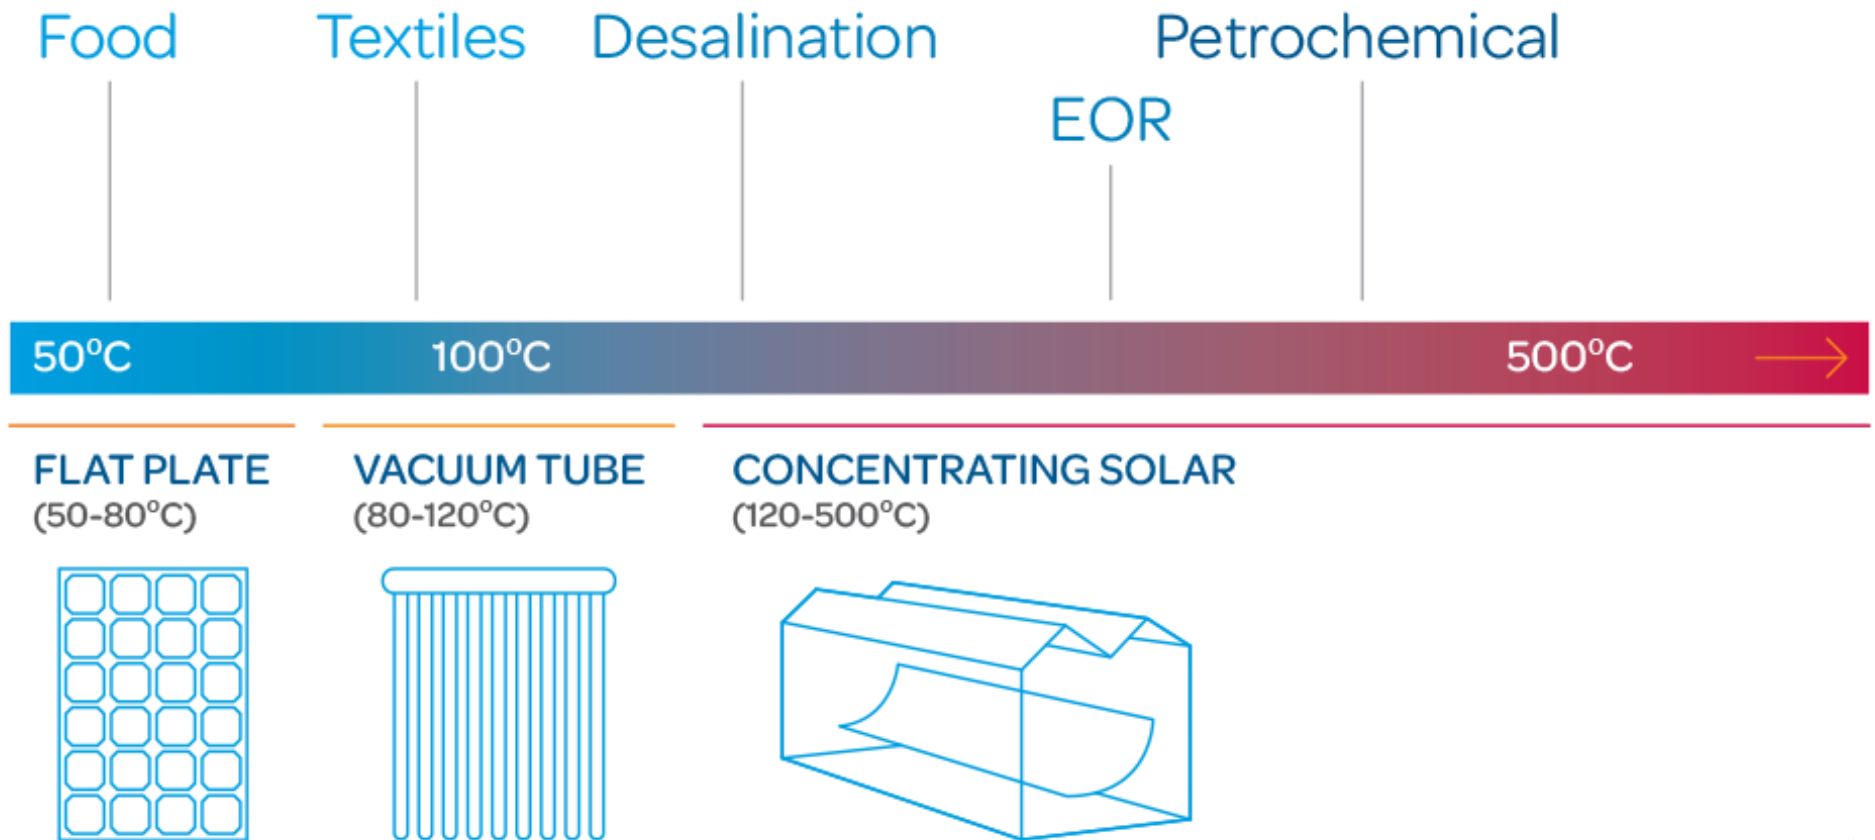 Food
Textiles
Desalination
Petrochemical
EOR
50°C
100°C
500°C
FLAT PLATE
(50-80°C)
VACUUM TUBE
(80-120°C)
CONCENTRATING SOLAR
(120-500°C)